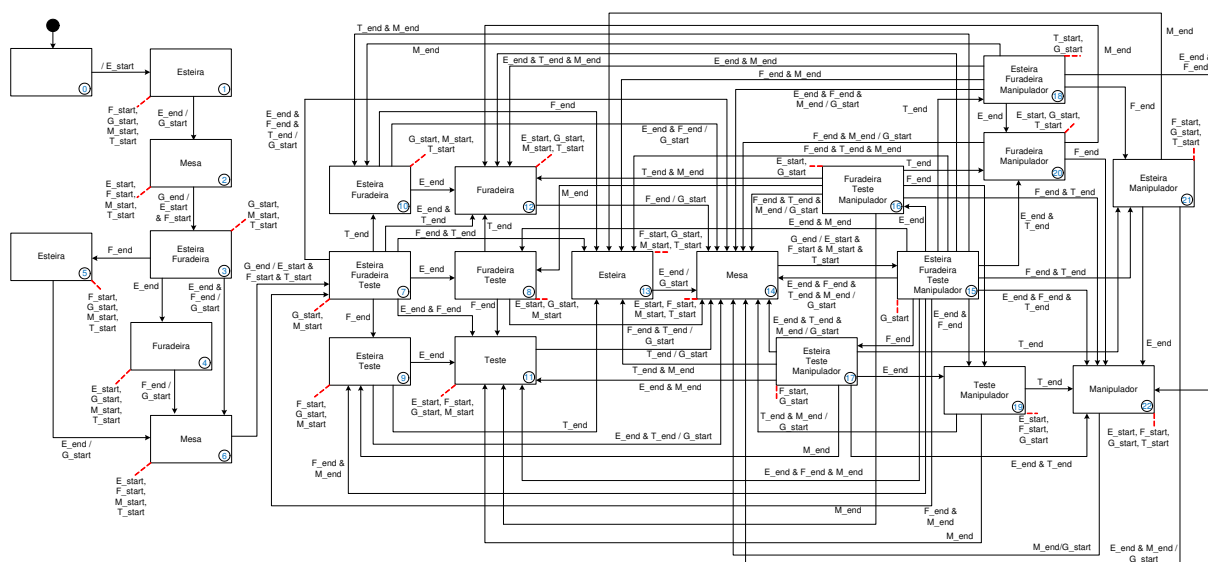 / E_start
0
Esteira
1
F_start,
G_start,
M_start,
T_start
E_end /
G_start
Mesa
2
E_start,
F_start,
M_start,
T_start
G_end /
E_start
& F_start
G_start,
M_start,
T_start
Esteira
Furadeira
3
F_end
Esteira
5
F_start,
G_start,
M_start,
T_start
E_end
E_end &
F_end /
G_start
Furadeira
4
E_start,
G_start,
M_start,
T_start
F_end /
G_start
Mesa
6
E_end /
G_start
E_start,
F_start,
M_start,
T_start
G_end / E_start &
F_start & T_start
E_end &
F_end &
T_end /
G_start
T_end & M_end
M_end
E_end & T_end & M_end
E_end & M_end
F_end & M_end
E_end & F_end &
M_end / G_start
F_end
E_end & F_end /
G_start
G_start, M_start,
T_start
E_start, G_start,
M_start, T_start
Esteira
Furadeira
10
E_end
Furadeira
12
T_end
E_end &
T_end
T_end
F_end & T_end
M_end
F_end / G_start
T_end & M_end
Esteira Furadeira
Teste
7
G_start,
M_start
E_end
Furadeira
Teste
8
E_start, G_start,
M_start
F_end
E_end & F_end
F_end
Esteira
Teste
9
F_start,
G_start,
M_start
E_end
Teste
11
E_start, F_start,
G_start, M_start
F_start, G_start,
M_start, T_start
Esteira
13
E_end /
G_start
Mesa
14
E_start, F_start,
M_start, T_start
G_end / E_start &
F_start & M_start &
T_start
F_end & T_end /
G_start
T_end / G_start
T_end & M_end
E_end & M_end
T_end
E_end & T_end / G_start
F_end &
M_end
E_start,
G_start
Furadeira
Teste
Manipulador
16
F_end & T_end &
M_end / G_start
E_end & M_end
F_end & M_end / G_start
F_end & T_end & M_end
T_end
F_end
E_end
T_end
Esteira
Furadeira
Teste
Manipulador
15
G_start
E_end & F_end &
T_end & M_end /
G_start
E_end & T_end &
M_end / G_start
F_end
E_end &
F_end
Esteira
Teste
Manipulador
17
F_start,
G_start
E_end
T_end & M_end /
G_start
M_end
E_end & F_end & M_end
M_end
F_end &
M_end
M_end
T_start,
G_start
Esteira
Furadeira
Manipulador
18
E_end
E_start, G_start,
T_start
Furadeira
Manipulador
20
M_end
F_end
F_end & T_end
E_end &
T_end
F_end & T_end
E_end & F_end &
T_end
T_end
Teste
Manipulador
19
E_start,
F_start,
G_start
T_end
Manipulador
22
E_start, F_start,
G_start, T_start
E_end & T_end
E_end
M_end
E_end &
F_end
F_start,
G_start,
T_start
Esteira
Manipulador
21
M_end/G_start
E_end & M_end /
G_start